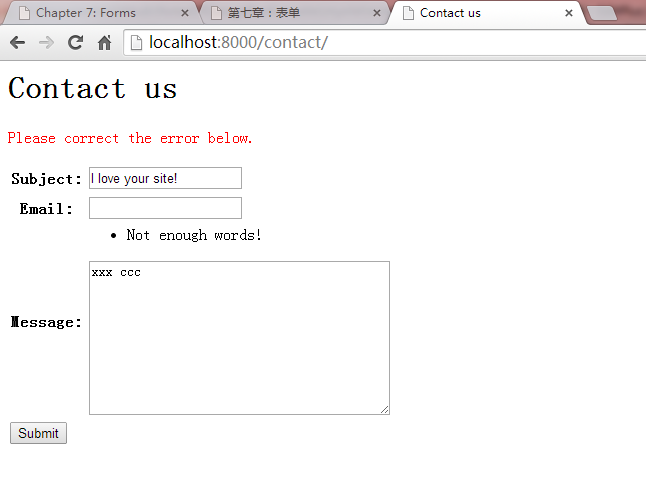 Chapter 7: Forms
第七章：表单
Contact us
localhost:8000/contact/
Contact us
Please correct the error below.
Subject: I love your site!
Email:
Not enough words!
Message: xxx ccc
Submit